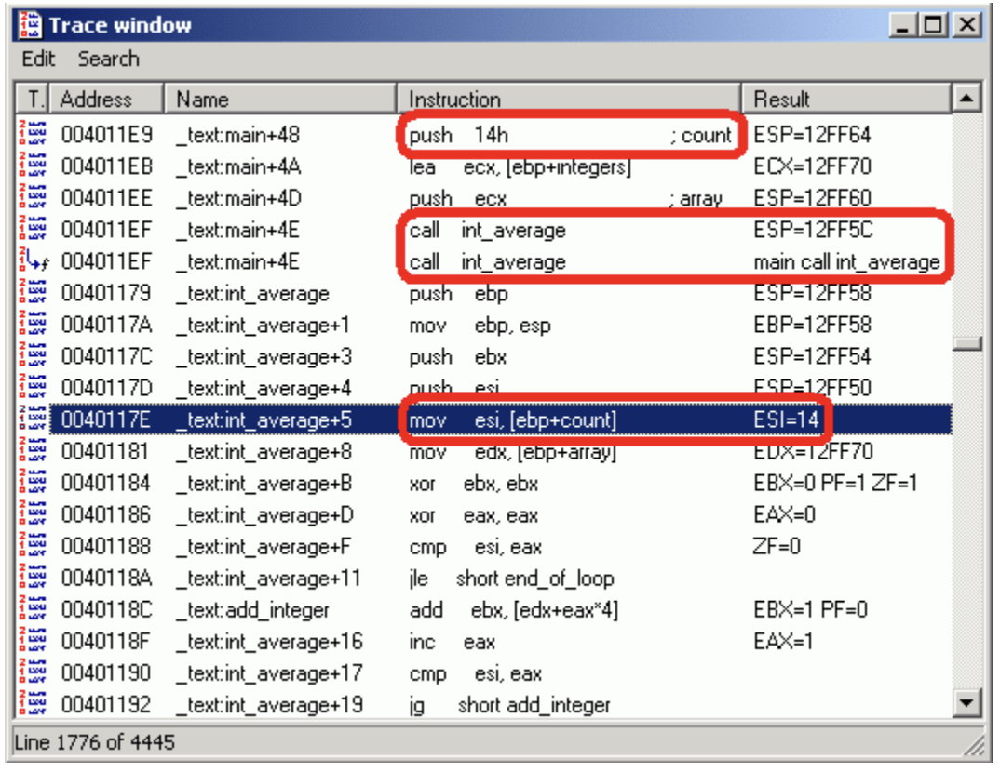 Trace window
Edit Search
T. Address Name Instruction Result
004011E9 _text:main+48 push 14h ; count ESP=12FF64
004011EB _text:main+4A lea ecx, [ebp+integers] ECX=12FF70
004011EE _text:main+4D push ecx ; array ESP=12FF60
004011EF _text:main+4E call int_average ESP=12FF5C
004011EF _text:main+4E call int_average main call int_average
00401179 _text:int_average push ebp ESP=12FF58
0040117A _text:int_average+1 mov ebp, esp EBP=12FF58
0040117C _text:int_average+3 push ebx ESP=12FF54
0040117D _text:int_average+4 push esi ESP=12FF50
0040117E _text:int_average+5 mov esi, [ebp+count] ESI=14
00401181 _text:int_average+8 mov edx, [ebp+array] EDX=12FF70
00401184 _text:int_average+B xor ebx, ebx EBX=0 PF=1 ZF=1
00401186 _text:int_average+D xor eax, eax EAX=0
00401188 _text:int_average+F cmp esi, eax ZF=0
0040118A _text:int_average+11 jle short end_of_loop
0040118C _text:add_integer add ebx, [edx+eax*4] EBX=1 PF=0
0040118F _text:int_average+16 inc eax EAX=1
00401190 _text:int_average+17 cmp esi, eax
00401192 _text:int_average+19 jg short add_integer
Line 1776 of 4445